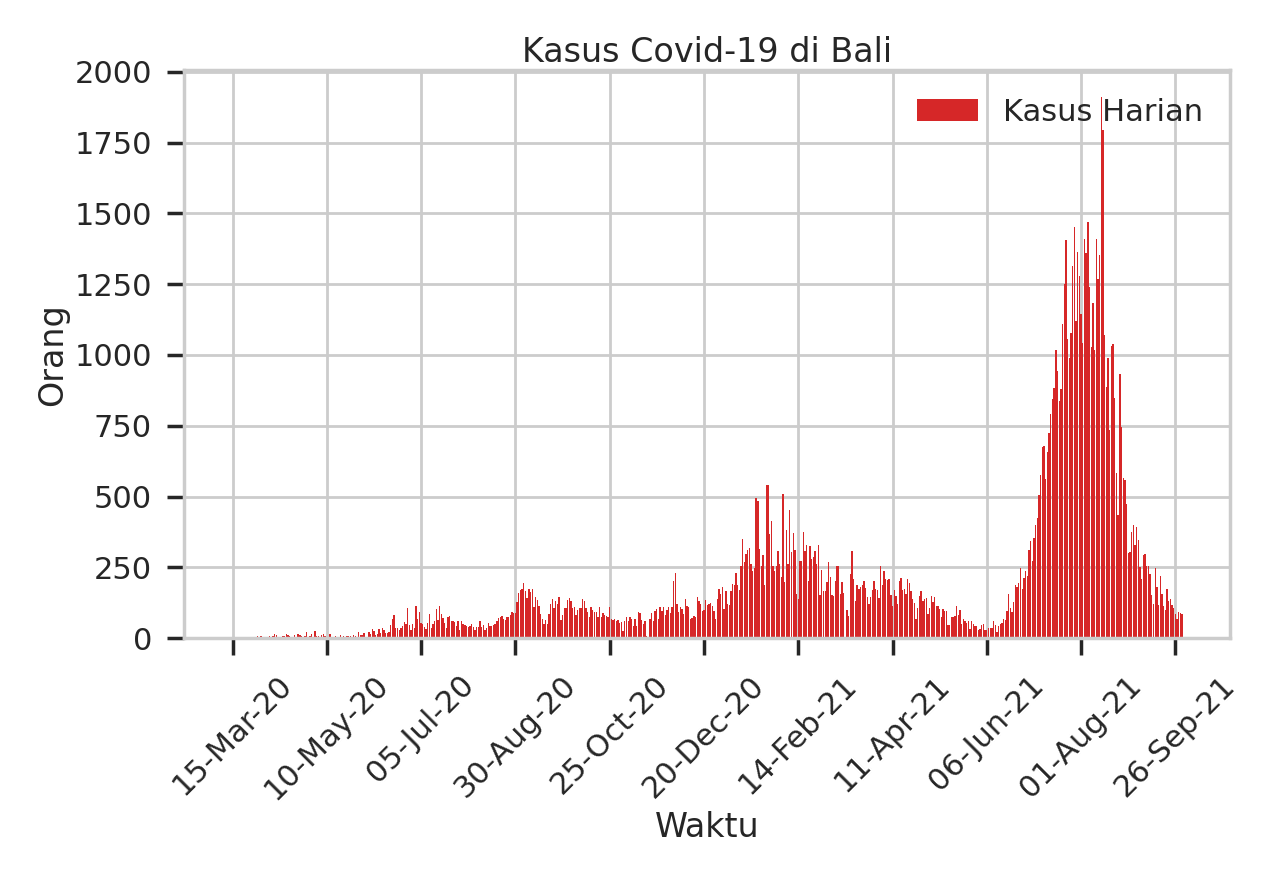 Kasus Covid-19 di Bali
Kasus Harian
2000
1750
1500
1250
1000
750
500
250
0
Orang
15-Mar-20
10-May-20
05-Jul-20
30-Aug-20
25-Oct-20
20-Dec-20
14-Feb-21
11-Apr-21
06-Jun-21
01-Aug-21
26-Sep-21
Waktu